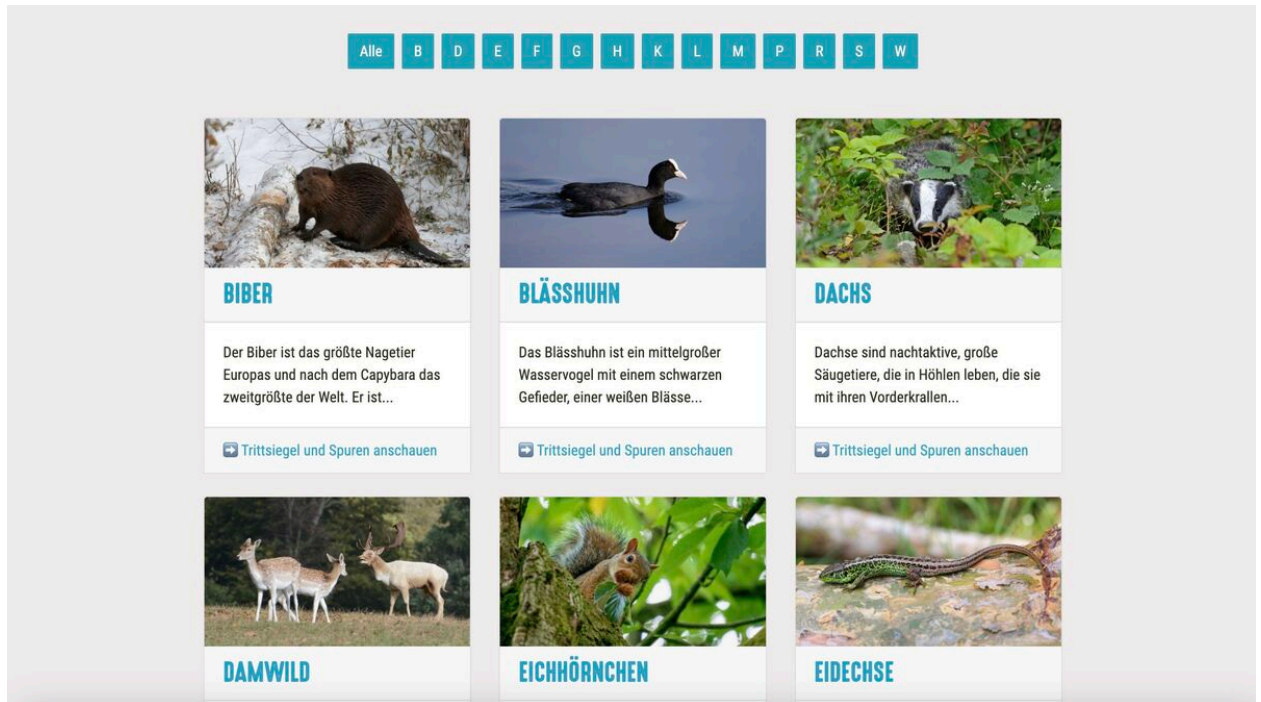 Alle B D E F G H K L M P R S W
BIBER
Der Biber ist das größte Nagetier
Europas und nach dem Capybara das
zweitgrößte der Welt. Er ist...
➡ Trittsiegel und Spuren anschauen
BLÄSSHUHN
Das Blässhuhn ist ein mittelgroßer
Wasservogel mit einem schwarzen
Gefieder, einer weißen Blässe...
➡ Trittsiegel und Spuren anschauen
DACHS
Dachse sind nachtaktive, große
Säugetiere, die in Höhlen leben, die sie
mit ihren Vorderkrallen...
➡ Trittsiegel und Spuren anschauen
DAMWILD
EICHHÖRNCHEN
EIDECHSE